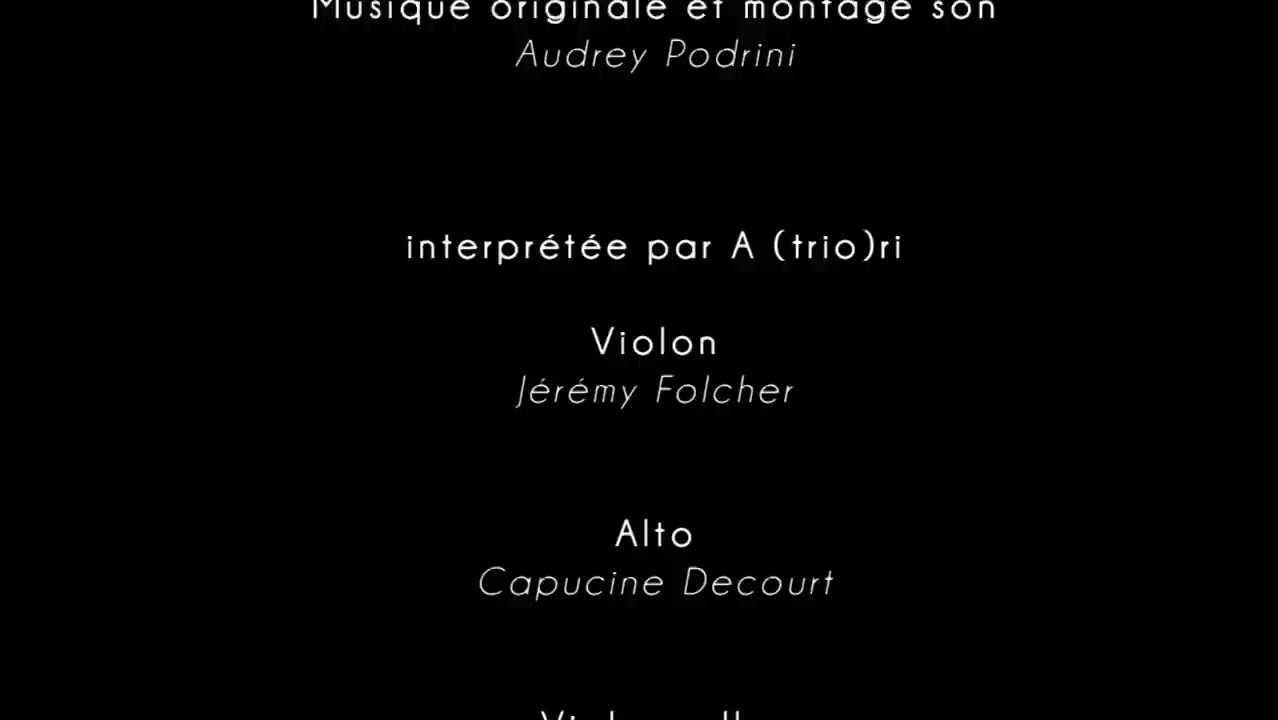 Musique originale et montage son
Audrey Podrini
interprétée par A (trio)ri
Violon
Jérémy Folcher
Alto
Capucine Decourt